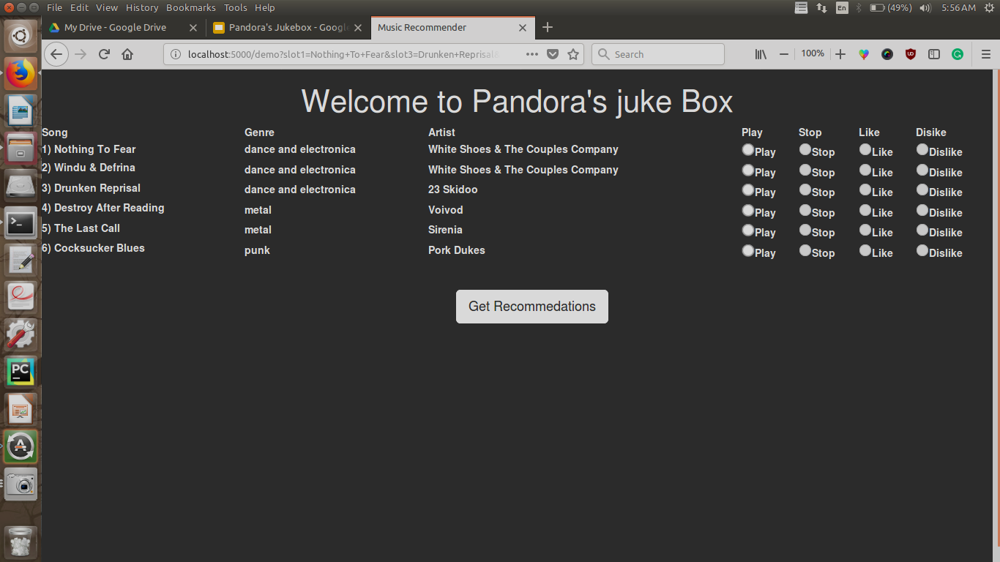 File Edit View History Bookmarks Tools Help En (49%) 5:56 AM
My Drive - Google Drive Pandora's Jukebox - Goog Music Recommender
localhost:5000/demo?slot1=Nothing+To+Fear&slot3=Drunken+Reprisal& Search 100%
Welcome to Pandora's juke Box
Song Genre Artist Play Stop Like Disike
1) Nothing To Fear dance and electronica White Shoes & The Couples Company Play Stop Like Dislike
2) Windu & Defrina dance and electronica White Shoes & The Couples Company Play Stop Like Dislike
3) Drunken Reprisal dance and electronica 23 Skidoo Play Stop Like Dislike
4) Destroy After Reading metal Voivod Play Stop Like Dislike
5) The Last Call metal Sirenia Play Stop Like Dislike
6) Cocksucker Blues punk Pork Dukes Play Stop Like Dislike
Get Recommedations
PC